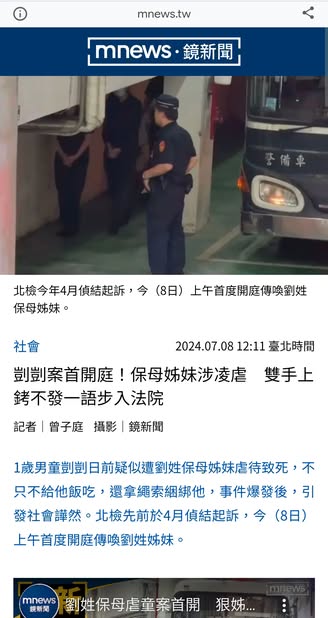 mnews.tw
mnews·鏡新聞
警備車
北檢今年4月偵結起訴，今（8日）上午首度開庭傳喚劉姓
保母姊妹。
社會
2024.07.08 12:11 臺北時間
剴剴案首開庭！保母姊妹涉凌虐　雙手上
銬不發一語步入法院
記者｜曾子庭　攝影｜鏡新聞
1歲男童剴剴日前疑似遭劉姓保母姊妹虐待致死，不
只不給他飯吃，還拿繩索綑綁他，事件爆發後，引
發社會譁然。北檢先前於4月偵結起訴，今（8日）
上午首度開庭傳喚劉姓姊妹。
mnews
鏡新聞
劉姓保母虐童案首開　狠姊...
mnews